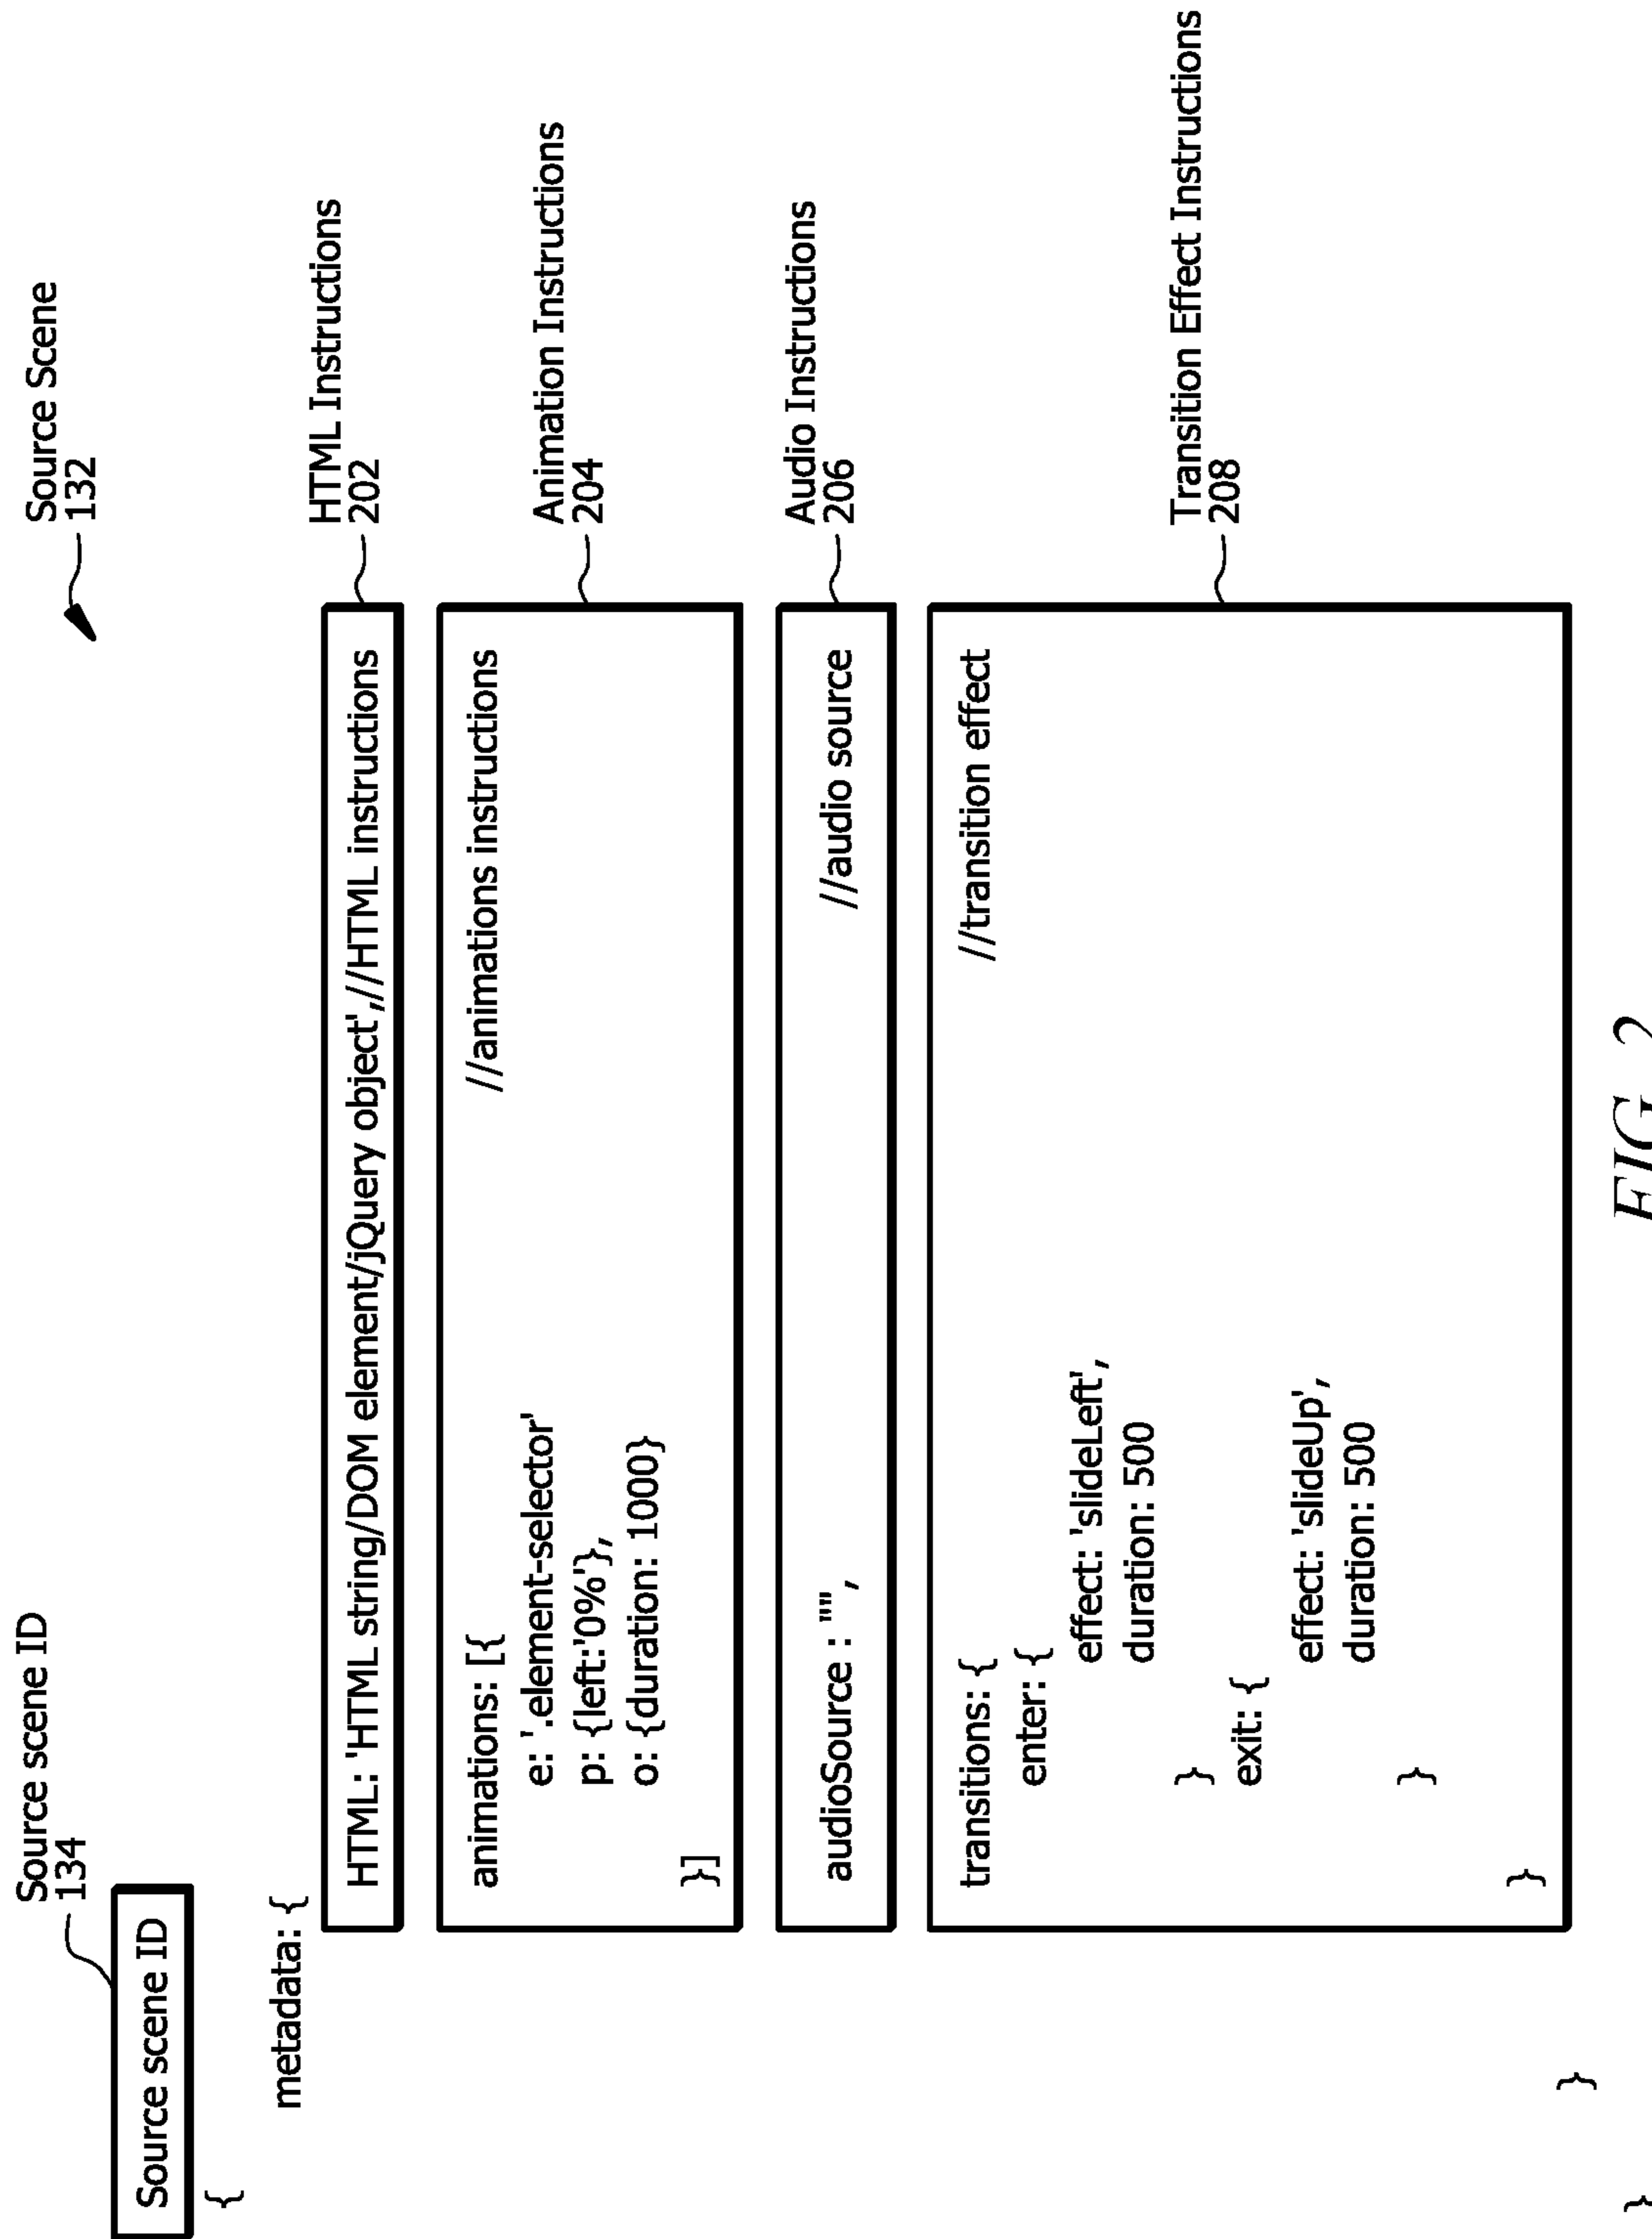 Source Scene
132
Source scene ID
134
Source scene ID
{
metadata: {
HTML: 'HTML string/DOM element/jQuery object',//HTML instructions
HTML Instructions
202
animations: [{ //animations instructions
e: '.element-selector'
p: {left:'0%'},
o: {duration: 1000}
}]
Animation Instructions
204
audioSource : "" , //audio source
Audio Instructions
206
transitions: { //transition effect
enter: {
effect: 'slideLeft',
duration: 500
}
exit: {
effect: 'slideUp',
duration: 500
}
}
Transition Effect Instructions
208
}
}
FIG. 2